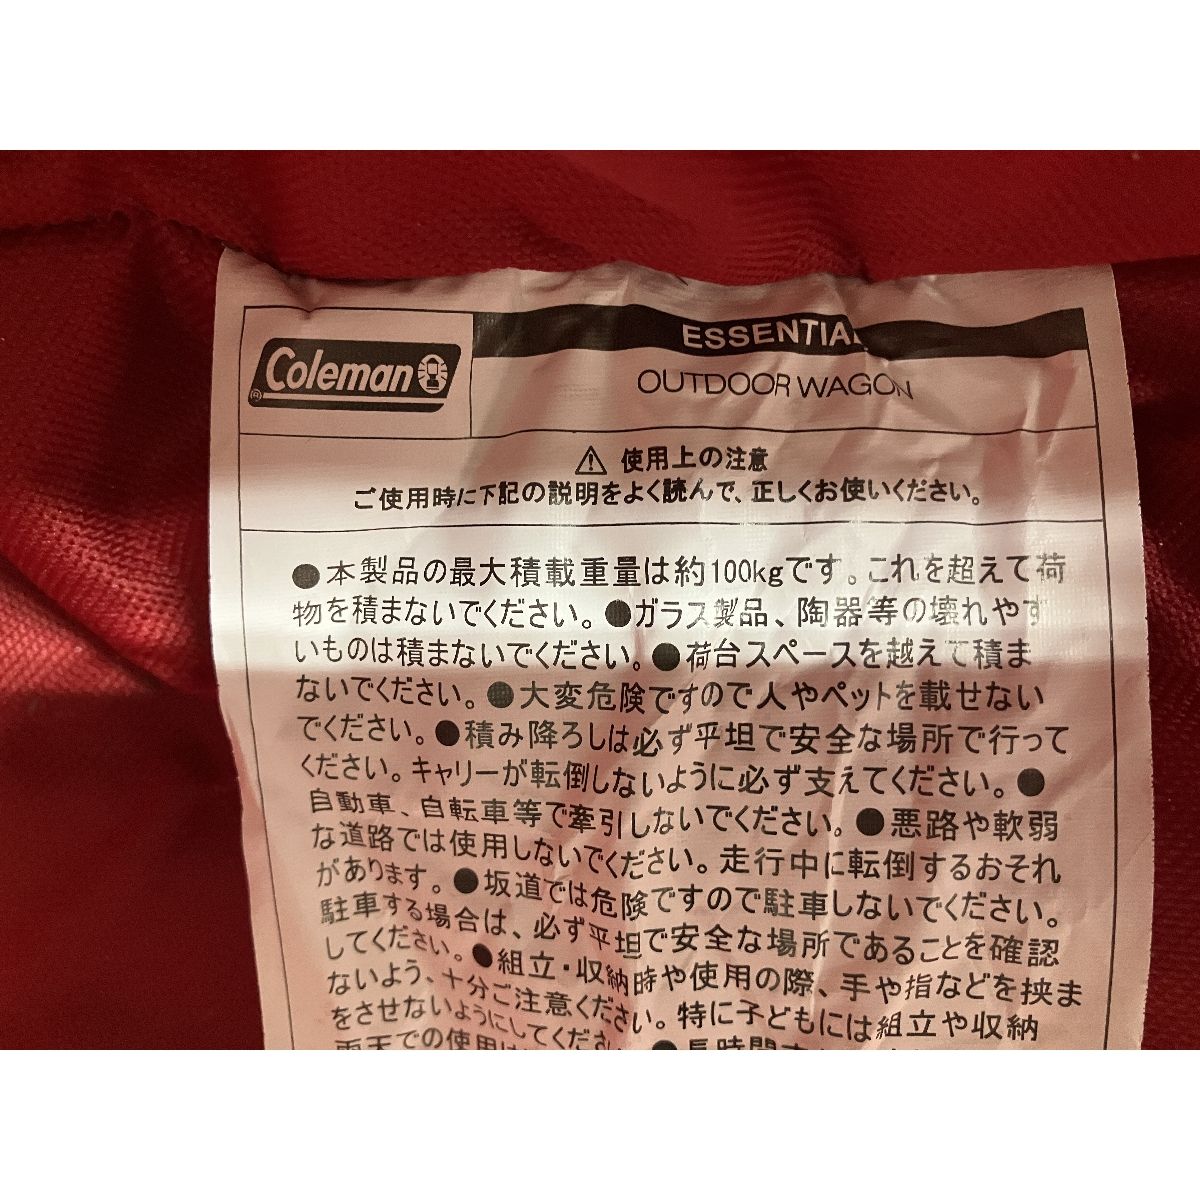 Coleman
®
ESSENTIAL
OUTDOOR WAGON
⚠ 使用上の注意
ご使用時に下記の説明をよく読んで、正しくお使いください。
●本製品の最大積載重量は約100kgです。これを超えて荷
物を積まないでください。●ガラス製品、陶器等の壊れやす
いものは積まないでください。●荷台スペースを越えて積ま
ないでください。●大変危険ですので人やペットを載せない
でください。●積み降ろしは必ず平坦で安全な場所で行って
ください。キャリーが転倒しないように必ず支えてください。●
自動車、自転車等で牽引しないでください。●悪路や軟弱
な道路では使用しないでください。走行中に転倒するおそれ
があります。●坂道では危険ですので駐車しないでください。
駐車する場合は、必ず平坦で安全な場所であることを確認
してください。●組立・収納時や使用の際、手や指などを挟ま
ないよう、十分ご注意ください。特に子どもには組立や収納
をさせないようにしてください。●長時間
雨天での使用は